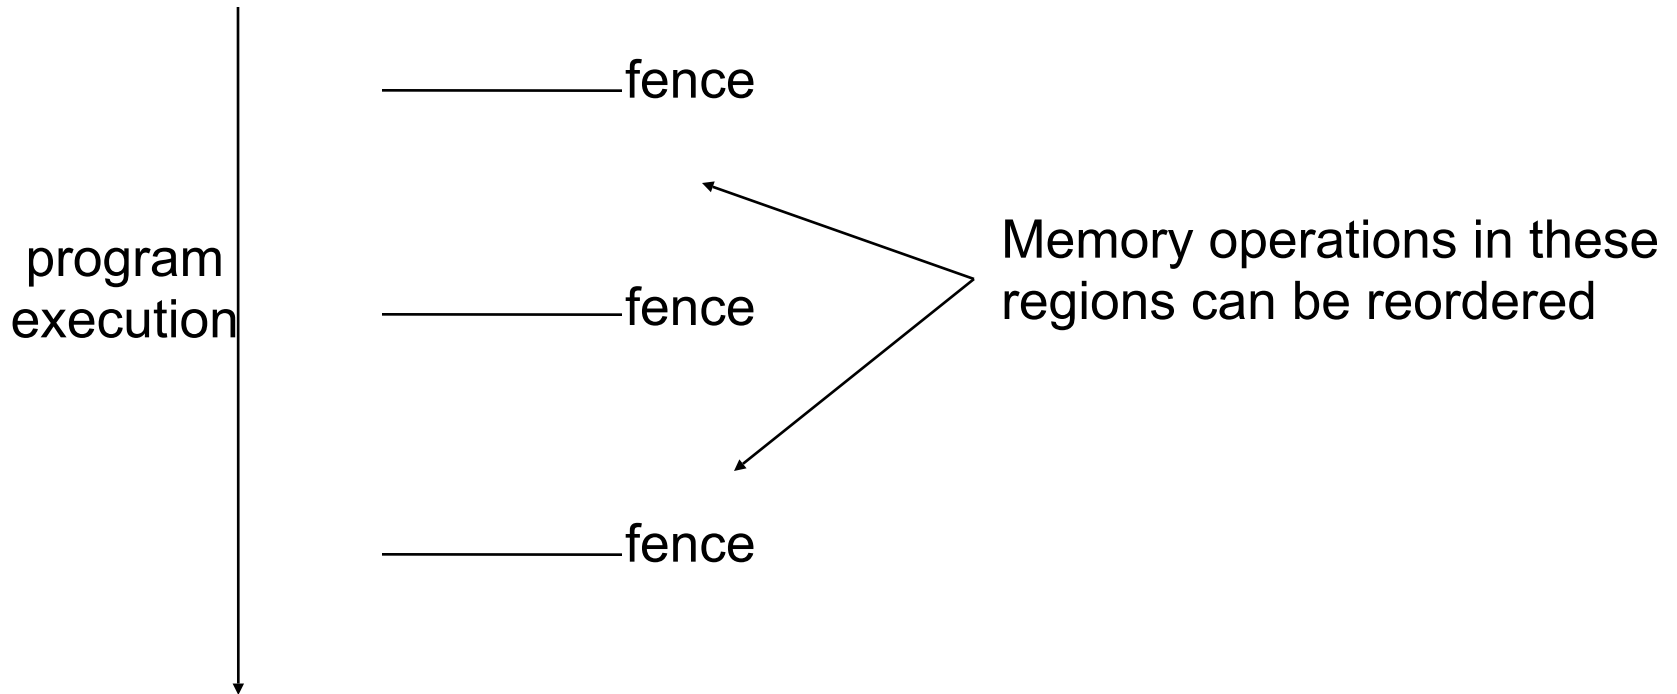 fence
program
execution
fence
Memory operations in these
regions can be reordered
fence